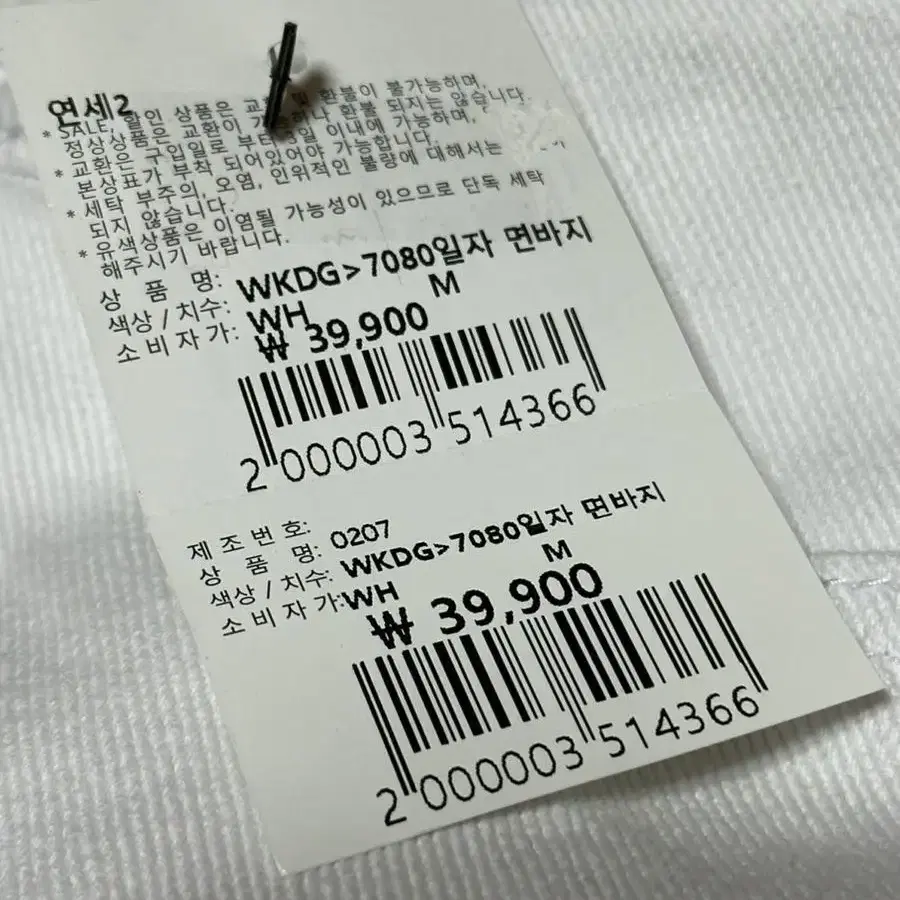 연세2
* SALE, 할인 상품은 교환 및 환불이 불가능하며,
정상상품은 교환이 가 하나 환불 되지는 않습니다.
* 교환은 구입일로 부터 3일 이내에 가능하며,
본상표가 부착 되어있어야 가능합니다.
* 세탁 부주의, 오염, 인위적인 불량에 대해서는
되지 않습니다.
* 유색상품은 이염될 가능성이 있으므로 단독 세탁
해주시기 바랍니다.
상 품 명: WKDG>7080일자 면바지
색상 / 치수: WH M
소 비 자 가: ₩ 39,900
2 000003 514366
제 조 번 호: 0207
상 품 명: WKDG>7080일자 면바지
색상 / 치수: WH M
소 비 자 가: ₩ 39,900
2 000003 514366